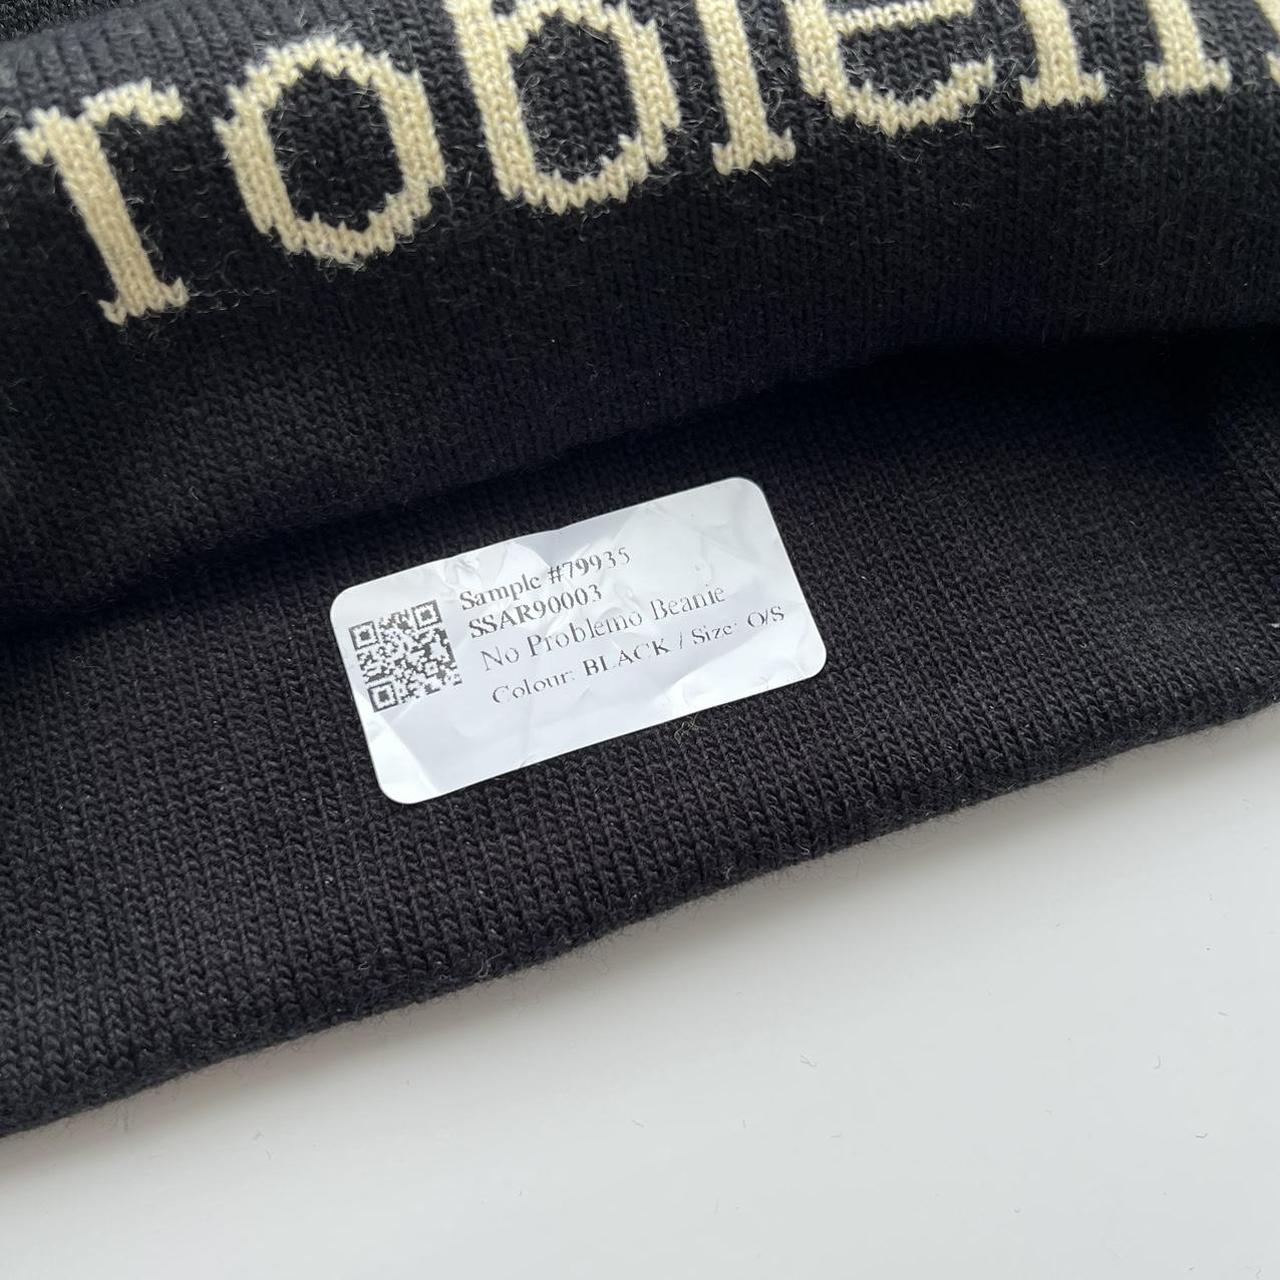 roblem
Sample #79935
SSAR90003
No Problemo Beanie
Colour: BLACK / Size: O/S